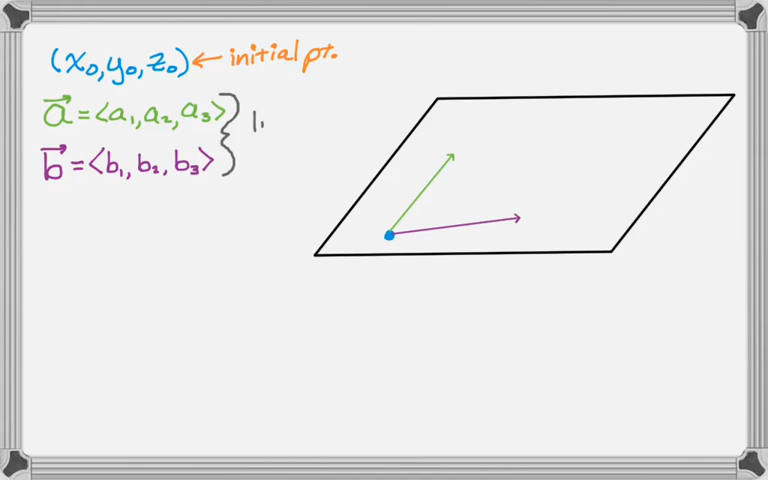 (x₀, y₀, z₀) ← initial pt.
a⃗ = <a₁, a₂, a₃>
b⃗ = <b₁, b₂, b₃>